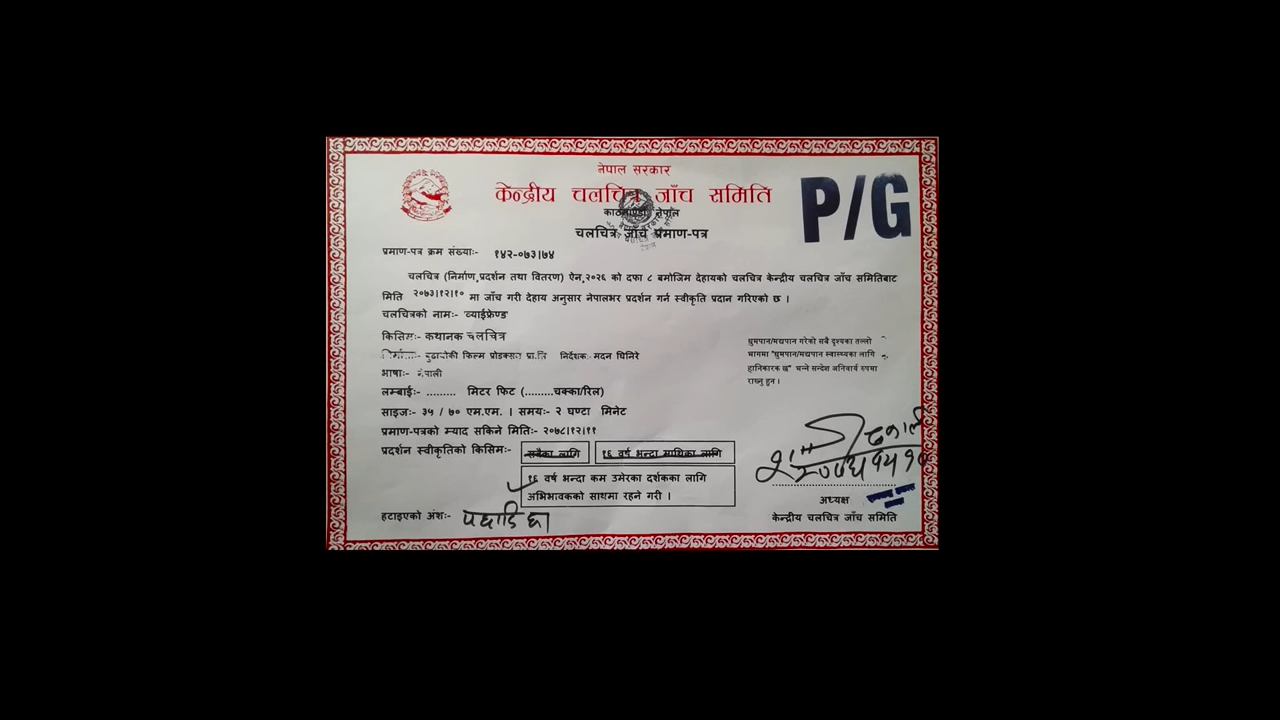 नेपाल सरकार
केन्द्रीय चलचित्र जाँच समिति
P/G
काठमाण्डौ नेपाल
चलचित्र जाँच प्रमाण-पत्र
प्रमाण-पत्र क्रम संख्याः- १४२-०७३|७४
चलचित्र (निर्माण,प्रदर्शन तथा वितरण) ऐन,२०२६ को दफा ८ बमोजिम देहायको चलचित्र केन्द्रीय चलचित्र जाँच समितिबाट
मिति २०७३|१२|१० मा जाँच गरी देहाय अनुसार नेपालभर प्रदर्शन गर्न स्वीकृति प्रदान गरिएको छ ।
चलचित्रको नामः- "ब्वाईफ्रेण्ड"
किसिमः- कथानक चलचित्र
निर्माताः- बुढायोकी फिल्म प्रोडक्सन प्रा.लि निर्देशकः- मदन घिमिरे
भाषाः- नेपाली
लम्बाईः- ......... मिटर फिट (.........चक्का/रिल)
साइजः- ३५ / ७० एम.एम. । समयः- २ घण्टा मिनेट
प्रमाण-पत्रको म्याद सकिने मितिः- २०७८|१२|११
प्रदर्शन स्वीकृतिको किसिमः- सबैका लागि १६ वर्ष भन्दा माथिका लागि
१६ वर्ष भन्दा कम उमेरका दर्शकका लागि
अभिभावकको साथमा रहने गरी ।
हटाइएको अंशः-
धुमपान/मद्यपान गरेको सबै दृश्यका तल्लो
भागमा "धुमपान/मद्यपान स्वास्थ्यका लागि
हानिकारक छ" भन्ने सन्देश अनिवार्य रुपमा
राख्नु हुन ।
अध्यक्ष
केन्द्रीय चलचित्र जाँच समिति